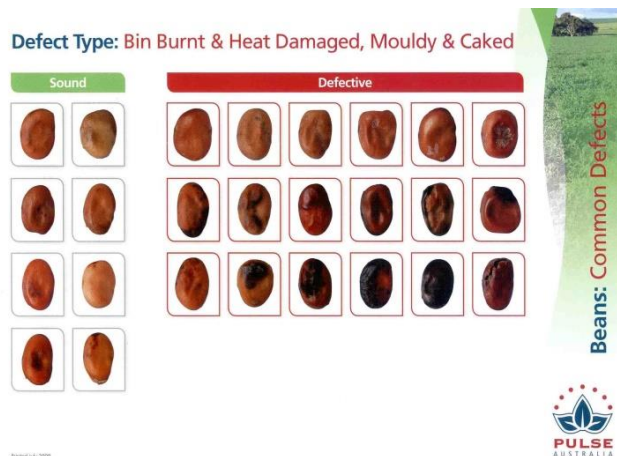 Defect Type: Bin Burnt & Heat Damaged, Mouldy & Caked
Sound
Defective
Beans: Common Defects
PULSE
AUSTRALIA